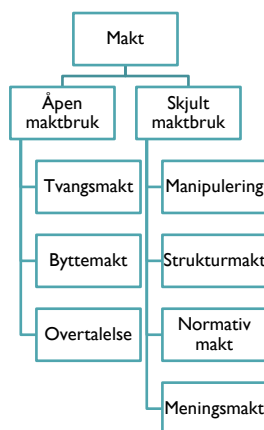 Makt
Åpen
maktbruk
Skjult
maktbruk
Tvangsmakt
Manipulering
Byttemakt
Strukturmakt
Overtalelse
Normativ
makt
Meningsmakt